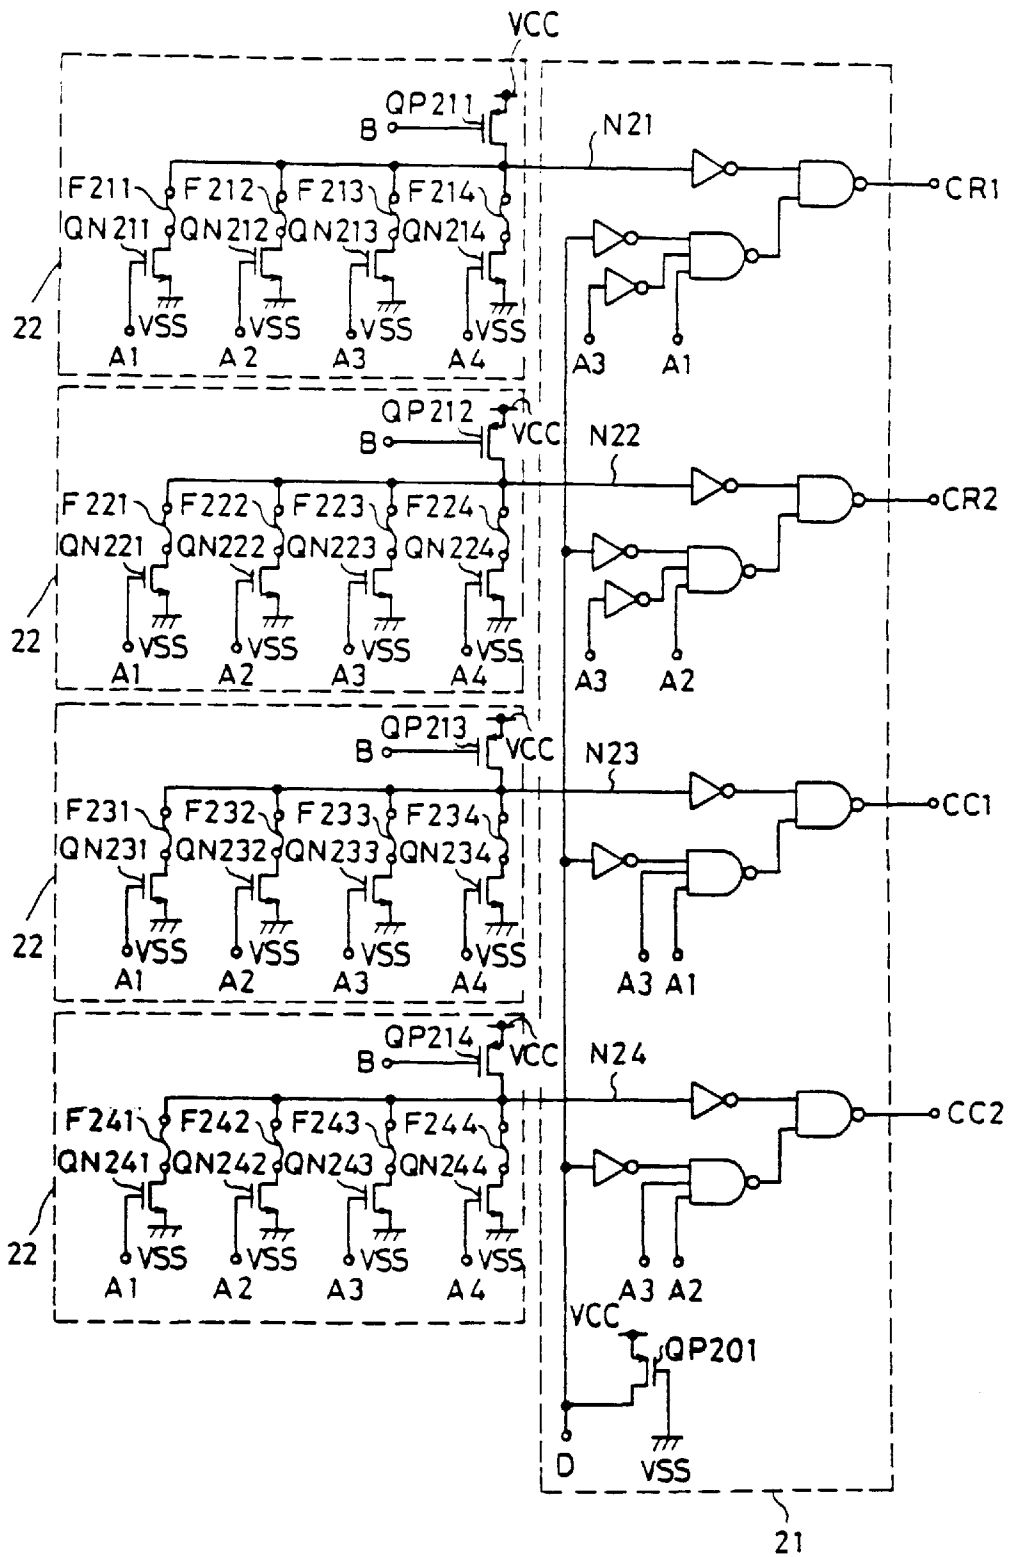 VCC
QP211
B
N21
F211 F212 F213 F214
QN211 QN212 QN213 QN214
CR1
22
VSS VSS VSS VSS
A1 A2 A3 A4
A3 A1
QP212
VCC
B
N22
F221 F222 F223 F224
QN221 QN222 QN223 QN224
CR2
22
VSS VSS VSS VSS
A1 A2 A3 A4
A3 A2
QP213
VCC
B
N23
F231 F232 F233 F234
QN231 QN232 QN233 QN234
CC1
22
VSS VSS VSS VSS
A1 A2 A3 A4
A3 A1
QP214
VCC
B
N24
F241 F242 F243 F244
QN241 QN242 QN243 QN244
CC2
22
VSS VSS VSS VSS
A1 A2 A3 A4
A3 A2
VCC
QP201
D
VSS
21